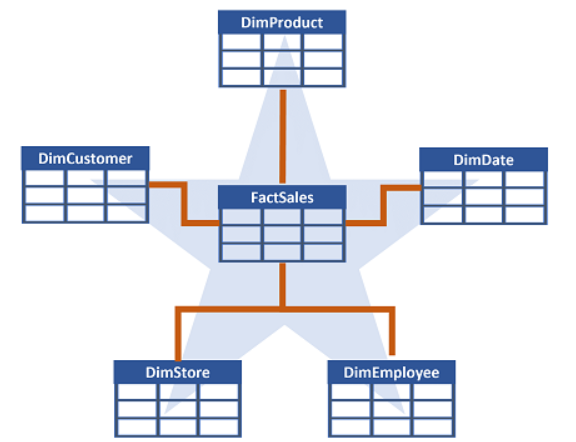 DimProduct
DimCustomer
DimDate
FactSales
DimStore
DimEmployee